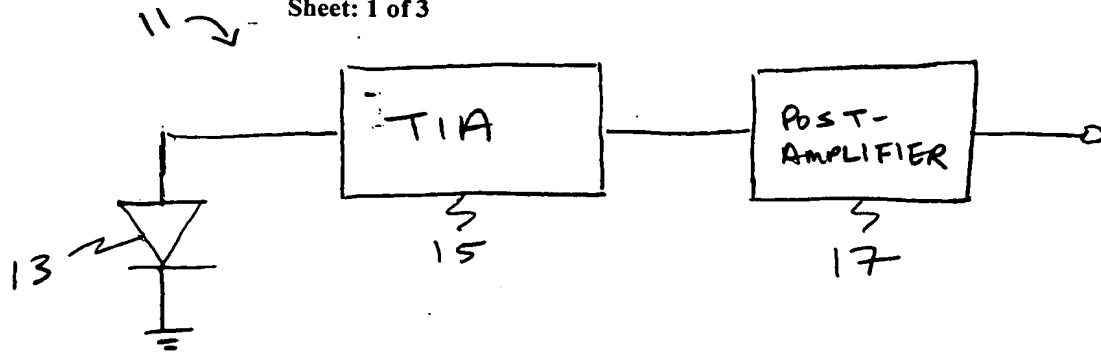 Sheet: 1 of 3
11
TIA
POST-
AMPLIFIER
13
15
17